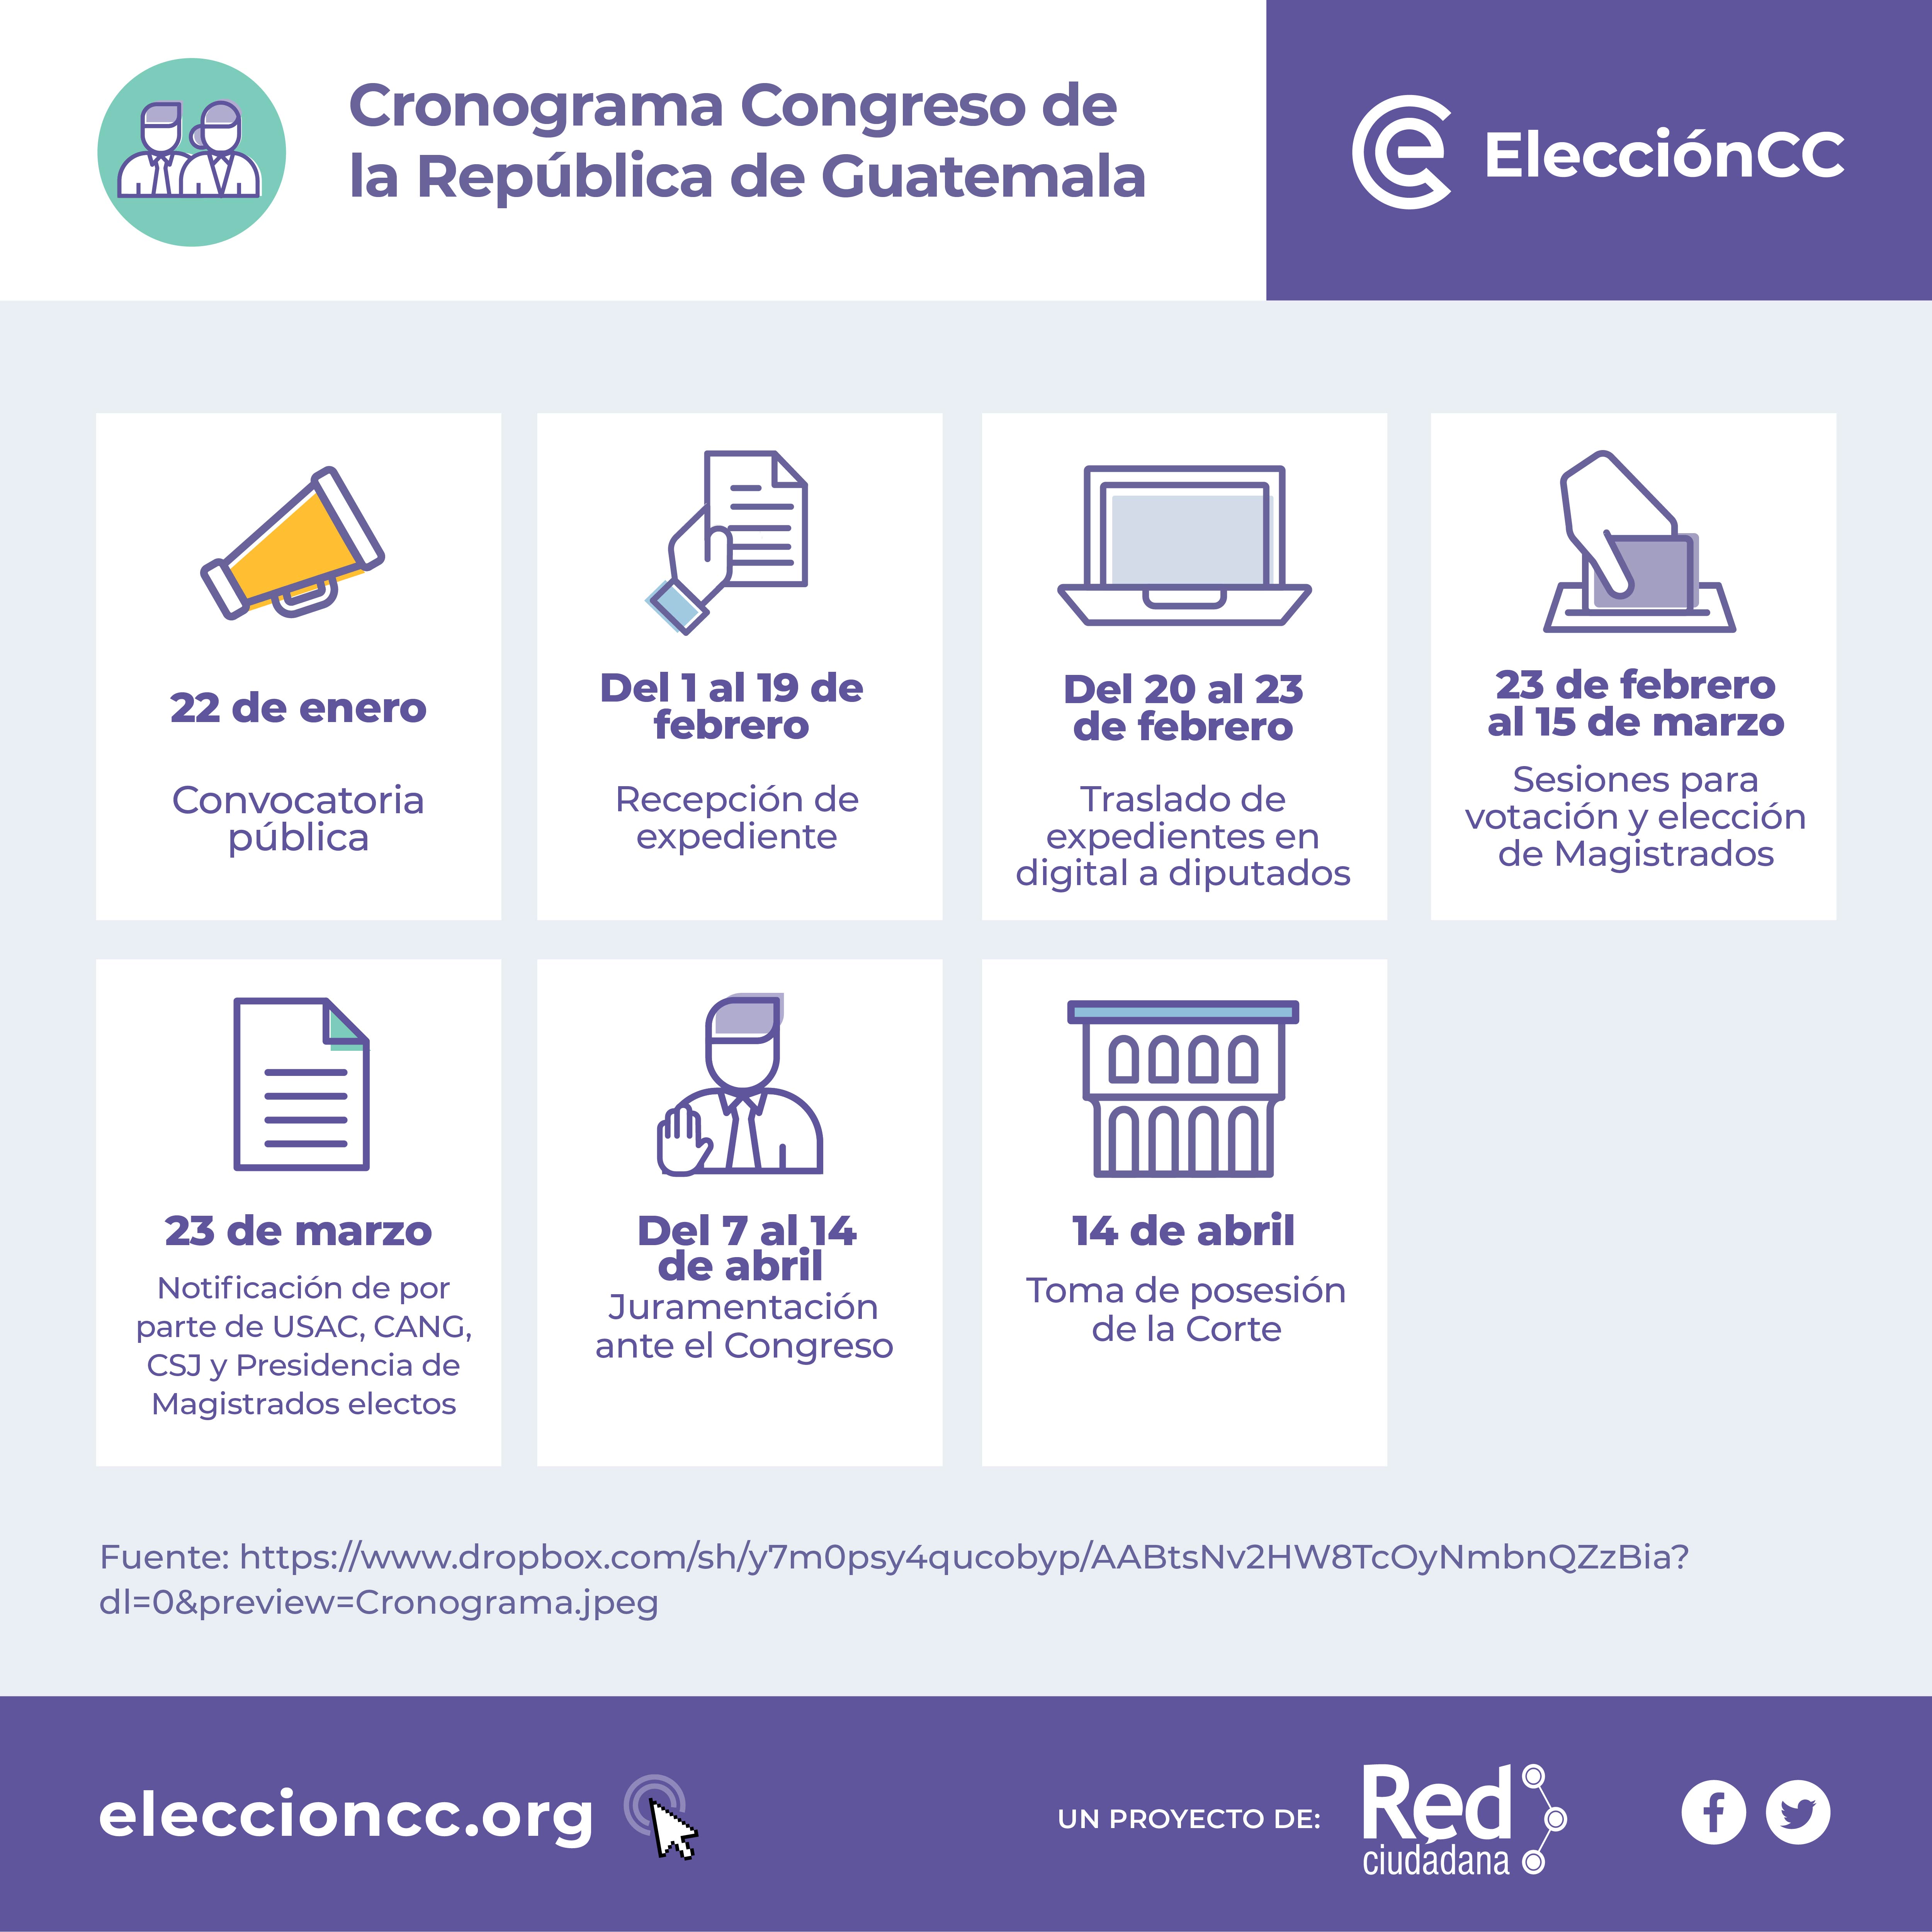 Cronograma Congreso de
la República de Guatemala
ElecciónCC
22 de enero
Convocatoria
pública
Del 1 al 19 de
febrero
Recepción de
expediente
Del 20 al 23
de febrero
Traslado de
expedientes en
digital a diputados
23 de febrero
al 15 de marzo
Sesiones para
votación y elección
de Magistrados
23 de marzo
Notificación de por
parte de USAC, CANG,
CSJ y Presidencia de
Magistrados electos
Del 7 al 14
de abril
Juramentación
ante el Congreso
14 de abril
Toma de posesión
de la Corte
Fuente: https://www.dropbox.com/sh/y7m0psy4qucobyp/AABtsNv2HW8TcOyNmbnQZzBia?
dl=0&preview=Cronograma.jpeg
eleccioncc.org
UN PROYECTO DE:
Red
ciudadana